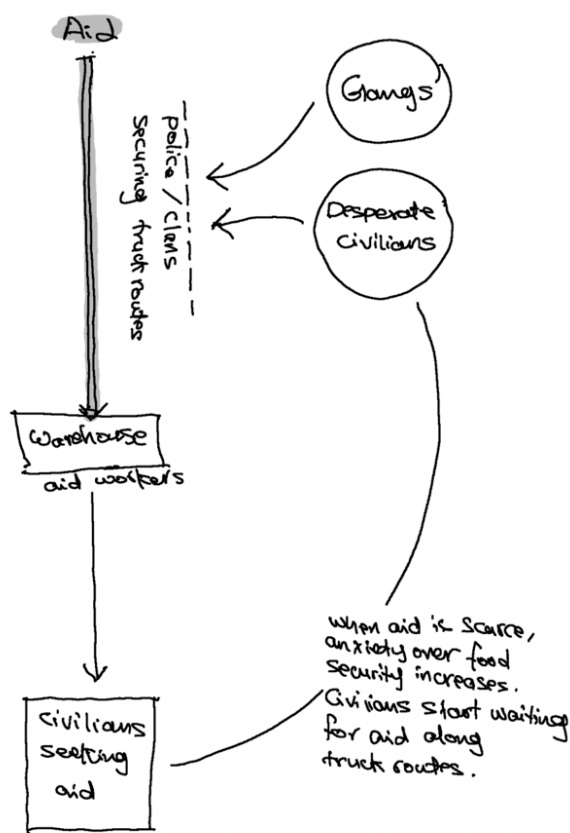 Aid
Gangs
police / clans
securing truck routes
Desperate
civilians
warehouse
aid workers
when aid is scarce,
anxiety over food
security increases.
Civilians start waiting
for aid along
truck routes.
civilians
seeking
aid